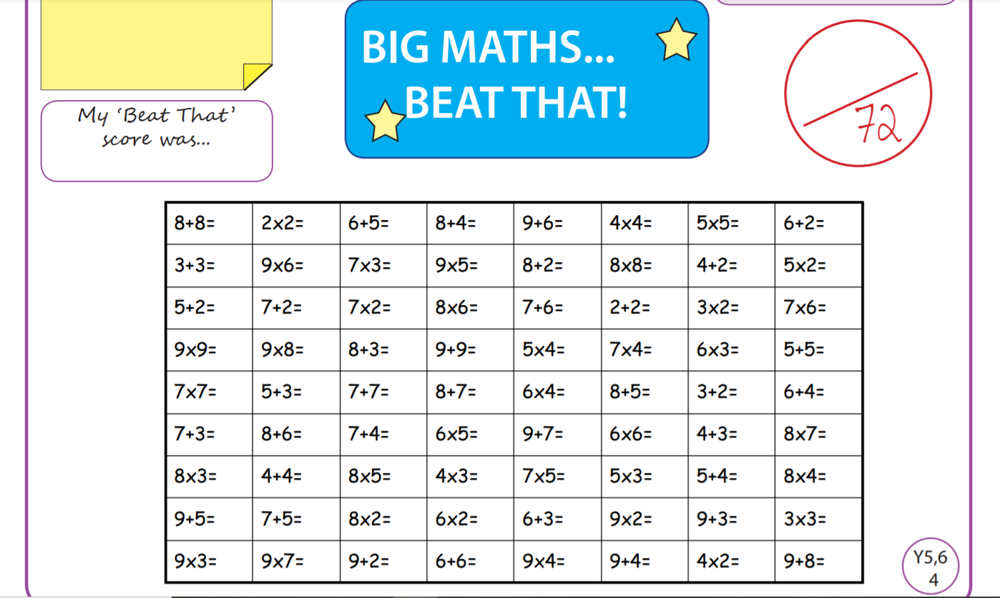 BIG MATHS...
BEAT THAT!
72
My ‘Beat That’
score was...
8+8= 2x2= 6+5= 8+4= 9+6= 4x4= 5x5= 6+2=
3+3= 9x6= 7x3= 9x5= 8+2= 8x8= 4+2= 5x2=
5+2= 7+2= 7x2= 8x6= 7+6= 2+2= 3x2= 7x6=
9x9= 9x8= 8+3= 9+9= 5x4= 7x4= 6x3= 5+5=
7x7= 5+3= 7+7= 8+7= 6x4= 8+5= 3+2= 6+4=
7+3= 8+6= 7+4= 6x5= 9+7= 6x6= 4+3= 8x7=
8x3= 4+4= 8x5= 4x3= 7x5= 5x3= 5+4= 8x4=
9+5= 7+5= 8x2= 6x2= 6+3= 9x2= 9+3= 3x3=
9x3= 9x7= 9+2= 6+6= 9x4= 9+4= 4x2= 9+8=
Y5,6
4